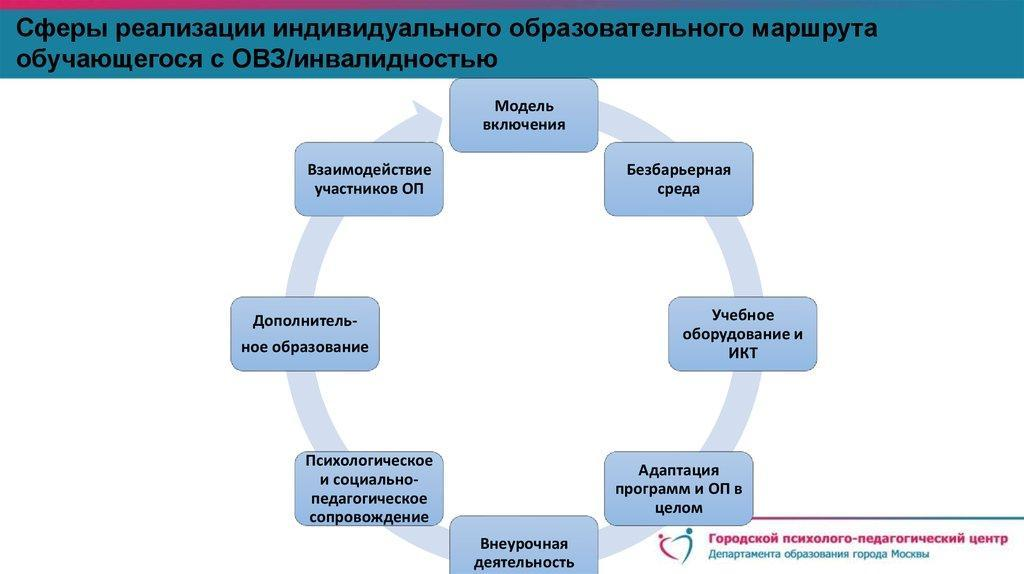 Сферы реализации индивидуального образовательного маршрута
обучающегося с ОВЗ/инвалидностью
Модель
включения
Безбарьерная
среда
Учебное
оборудование и
ИКТ
Адаптация
программ и ОП в
целом
Внеурочная
деятельность
Психологическое
и социально-
педагогическое
сопровождение
Дополнитель-
ное образование
Взаимодействие
участников ОП
Городской психолого-педагогический центр
Департамента образования города Москвы